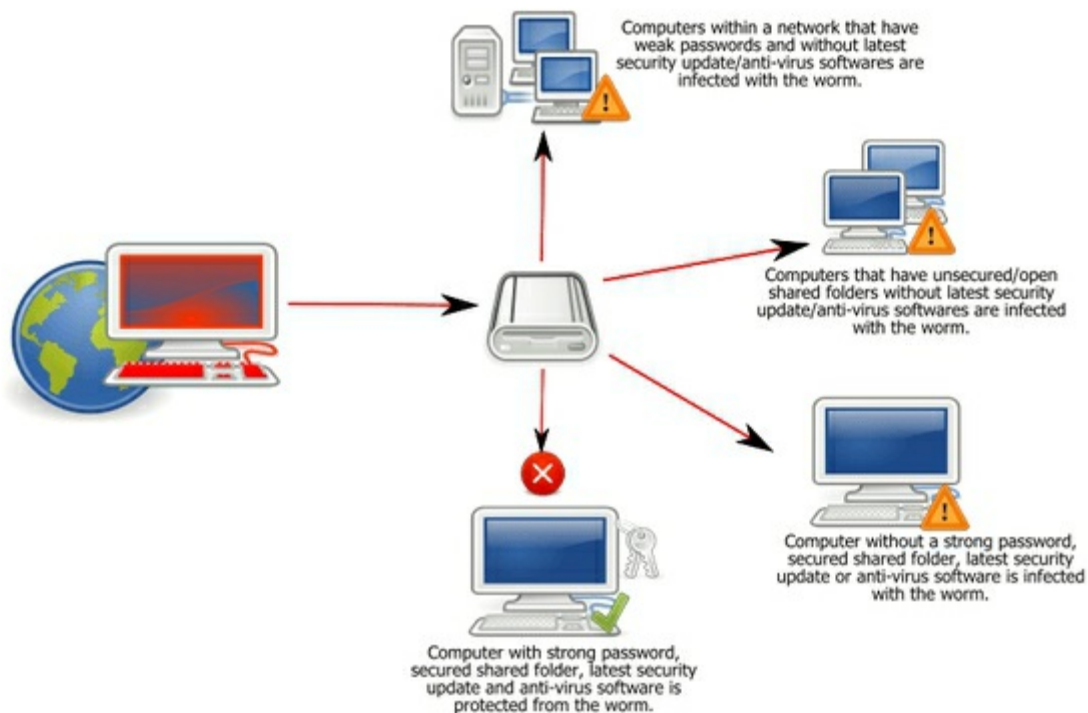 Computers within a network that have
weak passwords and without latest
security update/anti-virus softwares are
infected with the worm.
Computers that have unsecured/open
shared folders without latest security
update/anti-virus softwares are infected
with the worm.
Computer without a strong password,
secured shared folder, latest security
update or anti-virus software is infected
with the worm.
Computer with strong password,
secured shared folder, latest security
update and anti-virus software is
protected from the worm.